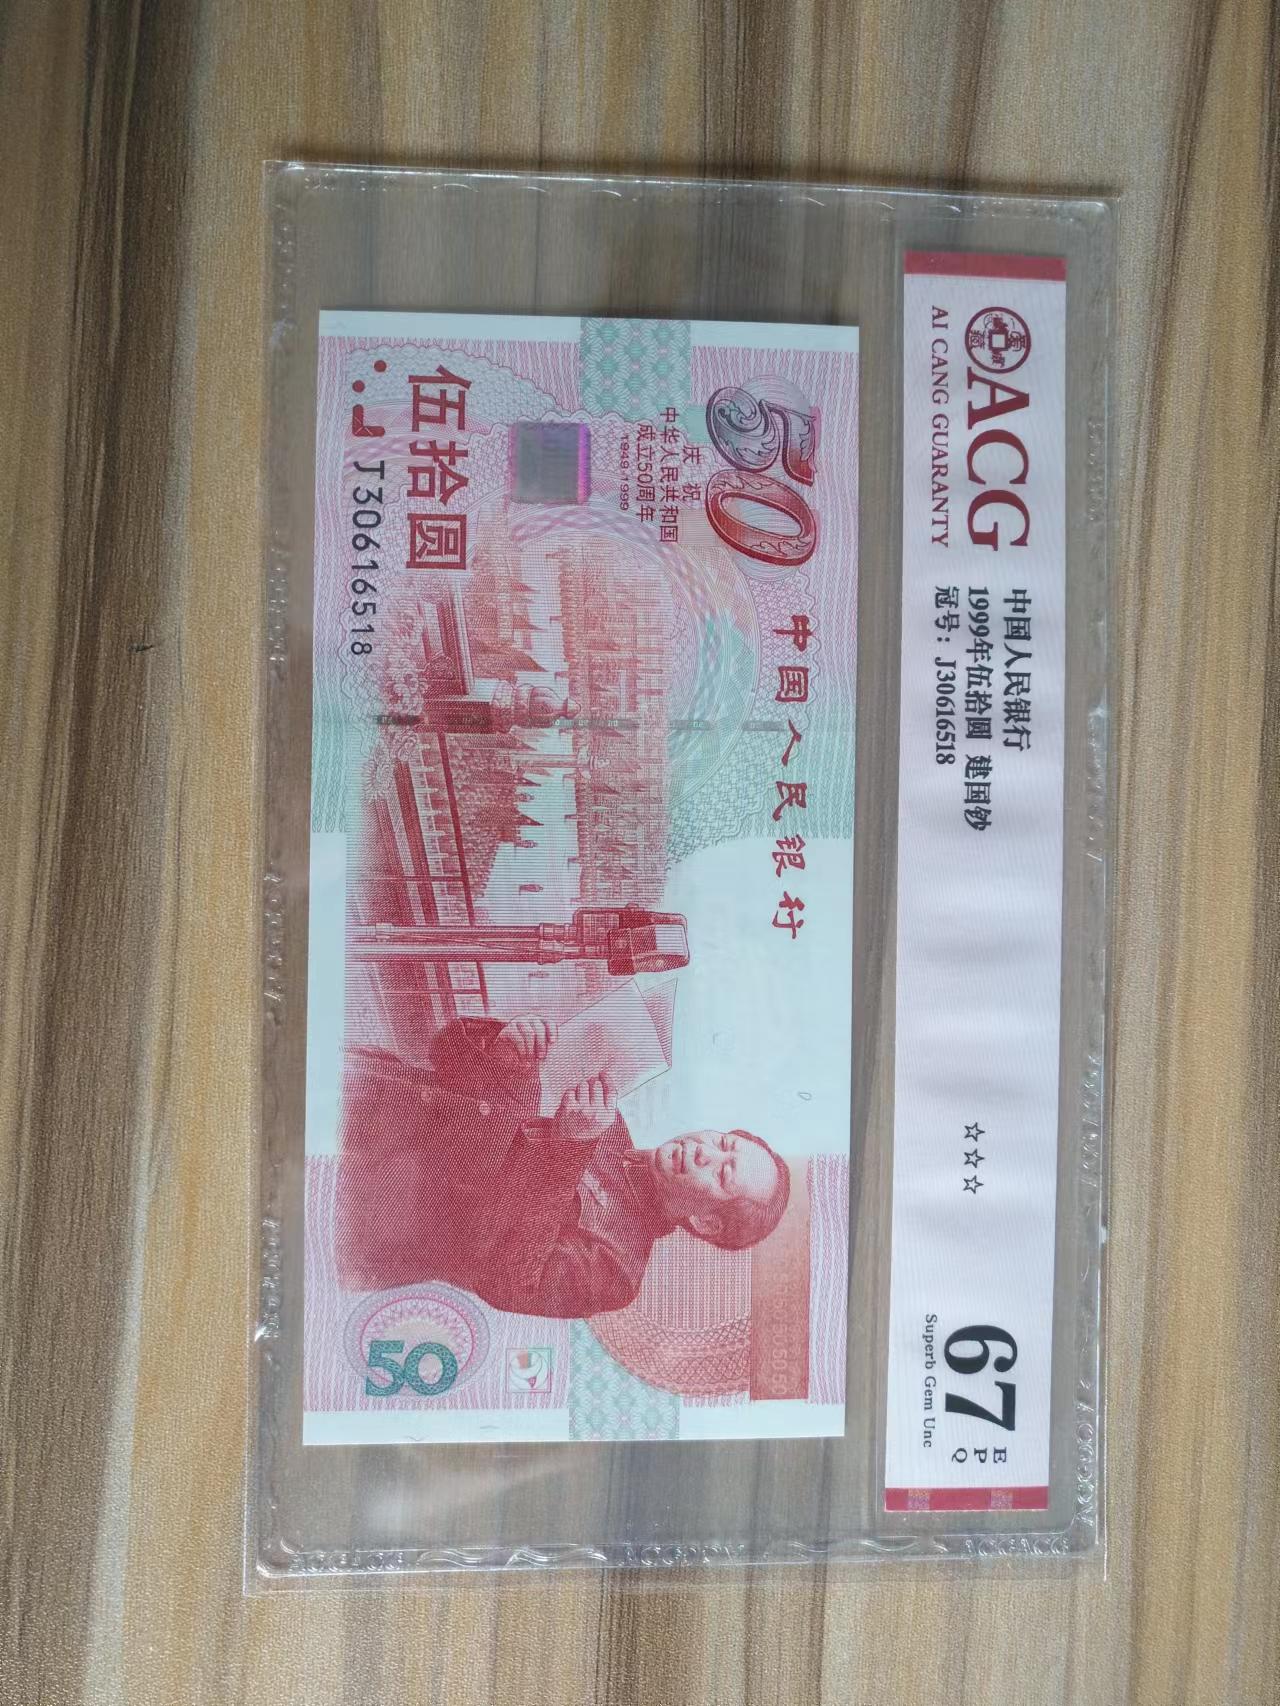 ACG
AI CANG GUARANTY
中国人民银行
1999年伍拾圆 建国钞
冠号：J30616518
☆☆☆
67
EPQ
Superb Gem Unc
50
中国人民银行
庆祝
中华人民共和国
成立50周年
1949-1999
伍拾圆
J30616518
50